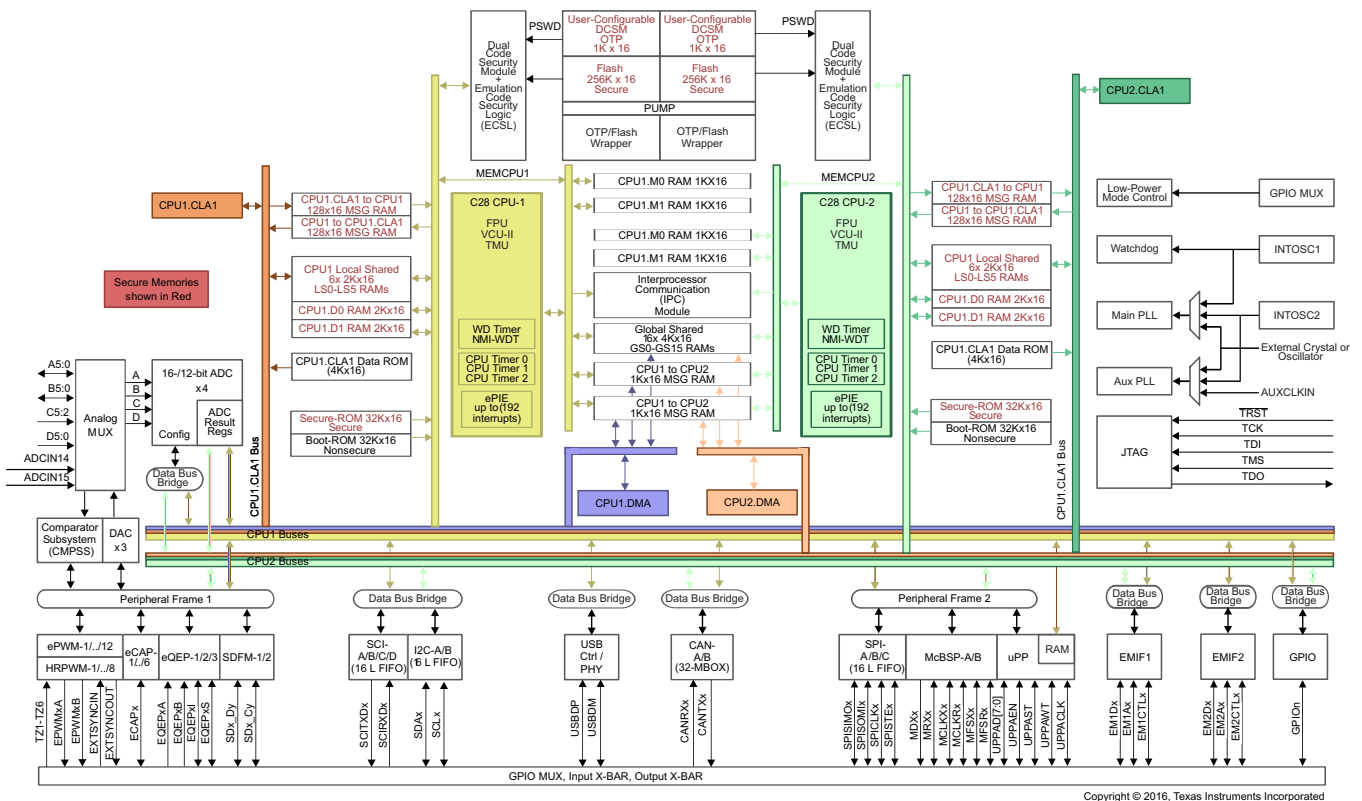 PSWD
Dual
Code
Security
Module
+
Emulation
Code
Security
Logic
(ECSL)
User-Configurable
DCSM
OTP
1K x 16
User-Configurable
DCSM
OTP
1K x 16
Flash
256K x 16
Secure
Flash
256K x 16
Secure
PUMP
OTP/Flash
Wrapper
OTP/Flash
Wrapper
PSWD
Dual
Code
Security
Module
+
Emulation
Code
Security
Logic
(ECSL)
CPU2.CLA1
MEMCPU1
MEMCPU2
CPU1.CLA1
CPU1.CLA1 to CPU1
128x16 MSG RAM
CPU1 to CPU1.CLA1
128x16 MSG RAM
CPU1 Local Shared
6x 2Kx16
LS0-LS5 RAMs
CPU1.D0 RAM 2Kx16
CPU1.D1 RAM 2Kx16
CPU1.CLA1 Data ROM
(4Kx16)
Secure-ROM 32Kx16
Secure
Boot-ROM 32Kx16
Nonsecure
Secure Memories
shown in Red
C28 CPU-1
FPU
VCU-II
TMU
WD Timer
NMI-WDT
CPU Timer 0
CPU Timer 1
CPU Timer 2
ePIE
up to(192
interrupts)
CPU1.M0 RAM 1KX16
CPU1.M1 RAM 1KX16
CPU1.M0 RAM 1KX16
CPU1.M1 RAM 1KX16
Interprocessor
Communication
(IPC)
Module
Global Shared
16x 4Kx16
GS0-GS15 RAMs
CPU1 to CPU2
1Kx16 MSG RAM
CPU1 to CPU2
1Kx16 MSG RAM
CPU1.DMA
CPU2.DMA
C28 CPU-2
FPU
VCU-II
TMU
WD Timer
NMI-WDT
CPU Timer 0
CPU Timer 1
CPU Timer 2
ePIE
up to(192
interrupts)
CPU1.CLA1 to CPU1
128x16 MSG RAM
CPU1 to CPU1.CLA1
128x16 MSG RAM
CPU1 Local Shared
6x 2Kx16
LS0-LS5 RAMs
CPU1.D0 RAM 2Kx16
CPU1.D1 RAM 2Kx16
CPU1.CLA1 Data ROM
(4Kx16)
Secure-ROM 32Kx16
Secure
Boot-ROM 32Kx16
Nonsecure
Low-Power
Mode Control
GPIO MUX
Watchdog
INTOSC1
Main PLL
INTOSC2
External Crystal or
Oscillator
Aux PLL
AUXCLKIN
JTAG
TRST
TCK
TDI
TMS
TDO
A5:0
B5:0
C5:2
D5:0
ADCIN14
ADCIN15
Analog
MUX
A
B
C
D
16-/12-bit ADC
x4
ADC
Result
Regs
Config
Data Bus
Bridge
Comparator
Subsystem
(CMPSS)
DAC
x3
CPU1.CLA1 Bus
CPU1.CLA1 Bus
CPU1 Buses
CPU2 Buses
Peripheral Frame 1
Data Bus Bridge
Data Bus Bridge
Data Bus Bridge
Peripheral Frame 2
Data Bus
Bridge
Data Bus
Bridge
Data Bus
Bridge
ePWM-1/../12
HRPWM-1/../8
eCAP-
1/../6
eQEP-1/2/3
SDFM-1/2
SCI-
A/B/C/D
(16 L FIFO)
I2C-A/B
(16 L FIFO)
USB
Ctrl /
PHY
CAN-
A/B
(32-MBOX)
SPI-
A/B/C
(16 L FIFO)
McBSP-A/B
uPP
RAM
EMIF1
EMIF2
GPIO
TZ1-TZ6
EPWMxA
EPWMxB
EXTSYNCIN
EXTSYNCOUT
ECAPx
EQEPxA
EQEPxB
EQEPxI
EQEPxS
SDx_Dy
SDx_Cy
SCITXDx
SCIRXDx
SDAx
SCLx
USBDP
USBDM
CANRXx
CANTXx
SPISIMOx
SPISOMIx
SPICLKx
SPISTEx
MDXx
MRXx
MCLKXx
MCLKRx
MFSXx
MFSRx
UPPAD[7:0]
UPPAEN
UPPAST
UPPAWT
UPPACLK
EM1Dx
EM1Ax
EM1CTLx
EM2Dx
EM2Ax
EM2CTLx
GPIOn
GPIO MUX, Input X-BAR, Output X-BAR
Copyright © 2016, Texas Instruments Incorporated